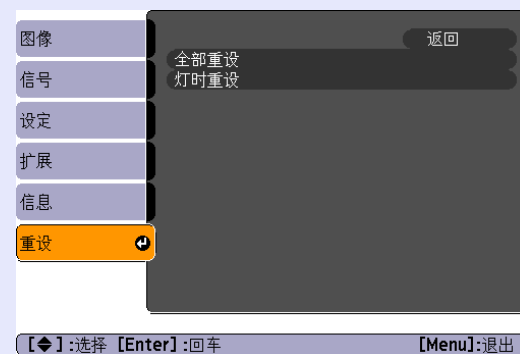 图像
信号
设定
扩展
信息
重设
返回
全部重设
灯时重设
[◆]:选择 [Enter]:回车 [Menu]:退出